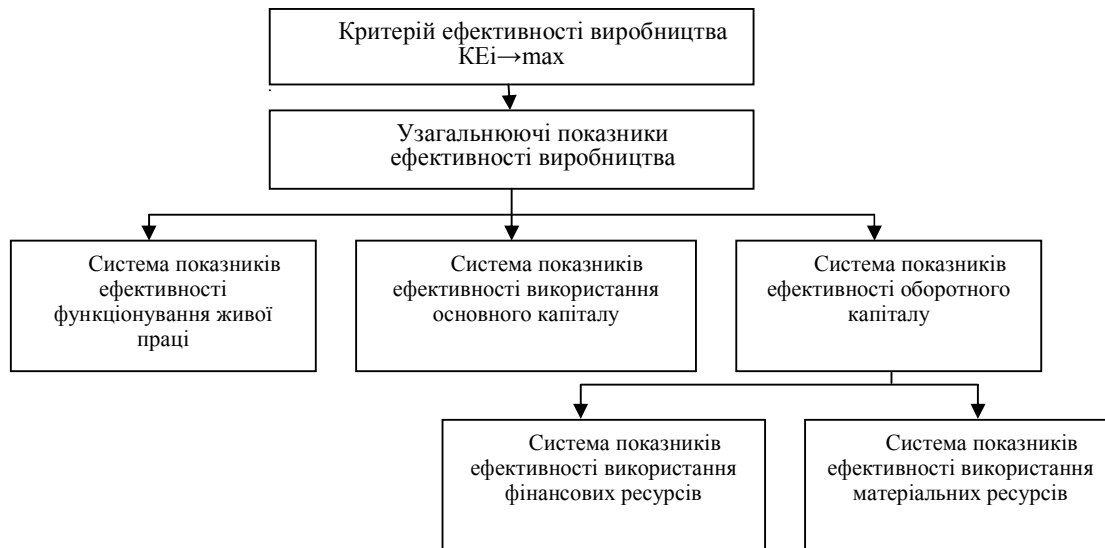 Критерій ефективності виробництва
КЕі→max
Узагальнюючі показники
ефективності виробництва
Система показників
ефективності
функціонування живої
праці
Система показників
ефективності використання
основного капіталу
Система показників
ефективності оборотного
капіталу
Система показників
ефективності використання
фінансових ресурсів
Система показників
ефективності використання
матеріальних ресурсів